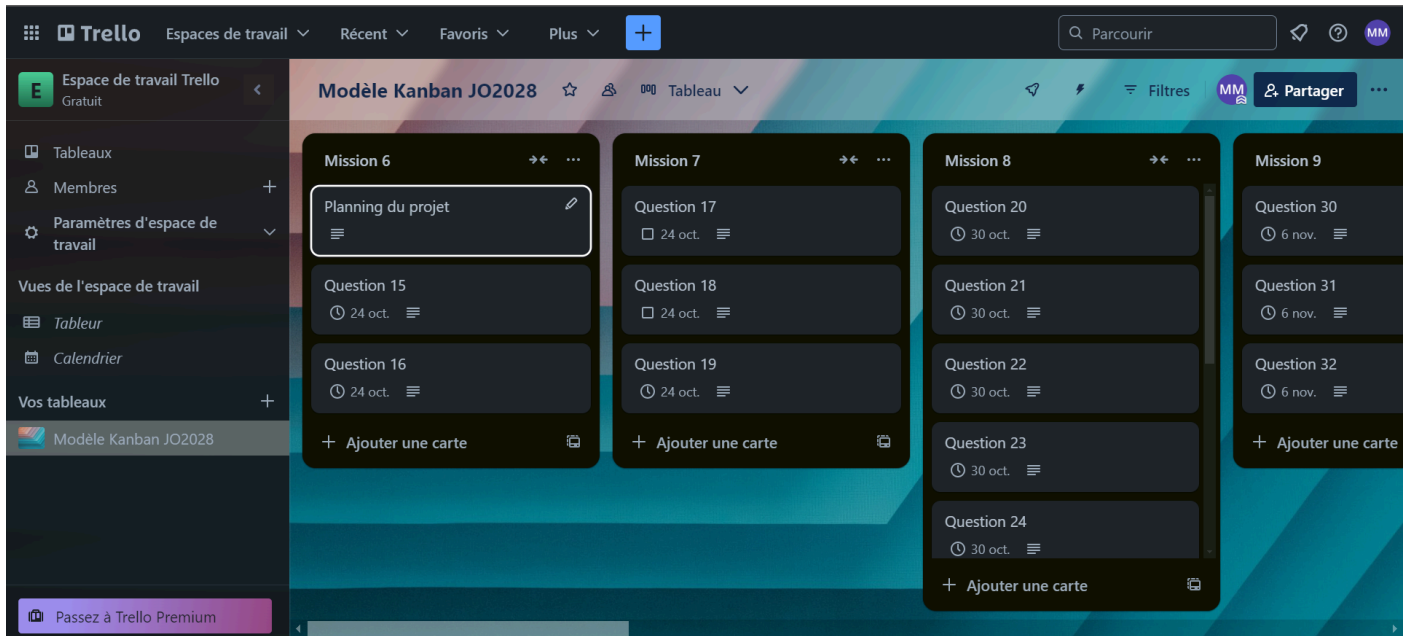 Trello
Espaces de travail
Récent
Favoris
Plus
Parcourir
MM
E
Espace de travail Trello
Gratuit
Tableaux
Membres
Paramètres d'espace de
travail
Vues de l'espace de travail
Tableur
Calendrier
Vos tableaux
Modèle Kanban JO2028
Passez à Trello Premium
Modèle Kanban JO2028
Tableau
Filtres
MM
Partager
Mission 6
Planning du projet
Question 15
24 oct.
Question 16
24 oct.
Ajouter une carte
Mission 7
Question 17
24 oct.
Question 18
24 oct.
Question 19
24 oct.
Ajouter une carte
Mission 8
Question 20
30 oct.
Question 21
30 oct.
Question 22
30 oct.
Question 23
30 oct.
Question 24
30 oct.
Ajouter une carte
Mission 9
Question 30
6 nov.
Question 31
6 nov.
Question 32
6 nov.
Ajouter une carte